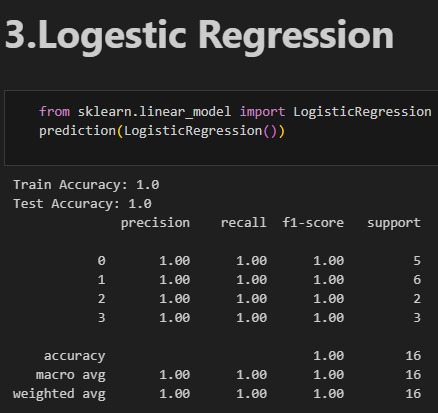 3.Logestic Regression
from sklearn.linear_model import LogisticRegression
prediction(LogisticRegression())
Train Accuracy: 1.0
Test Accuracy: 1.0
precision recall f1-score support
0 1.00 1.00 1.00 5
1 1.00 1.00 1.00 6
2 1.00 1.00 1.00 2
3 1.00 1.00 1.00 3
accuracy 1.00 16
macro avg 1.00 1.00 1.00 16
weighted avg 1.00 1.00 1.00 16